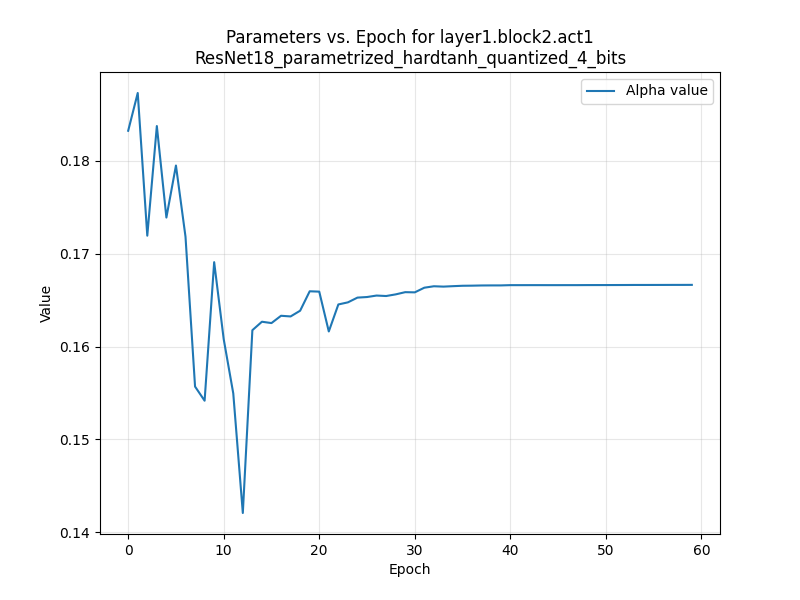 Parameters vs. Epoch for layer1.block2.act1
ResNet18_parametrized_hardtanh_quantized_4_bits
Alpha value
0.18
0.17
0.16
0.15
0.14
Value
0 10 20 30 40 50 60
Epoch